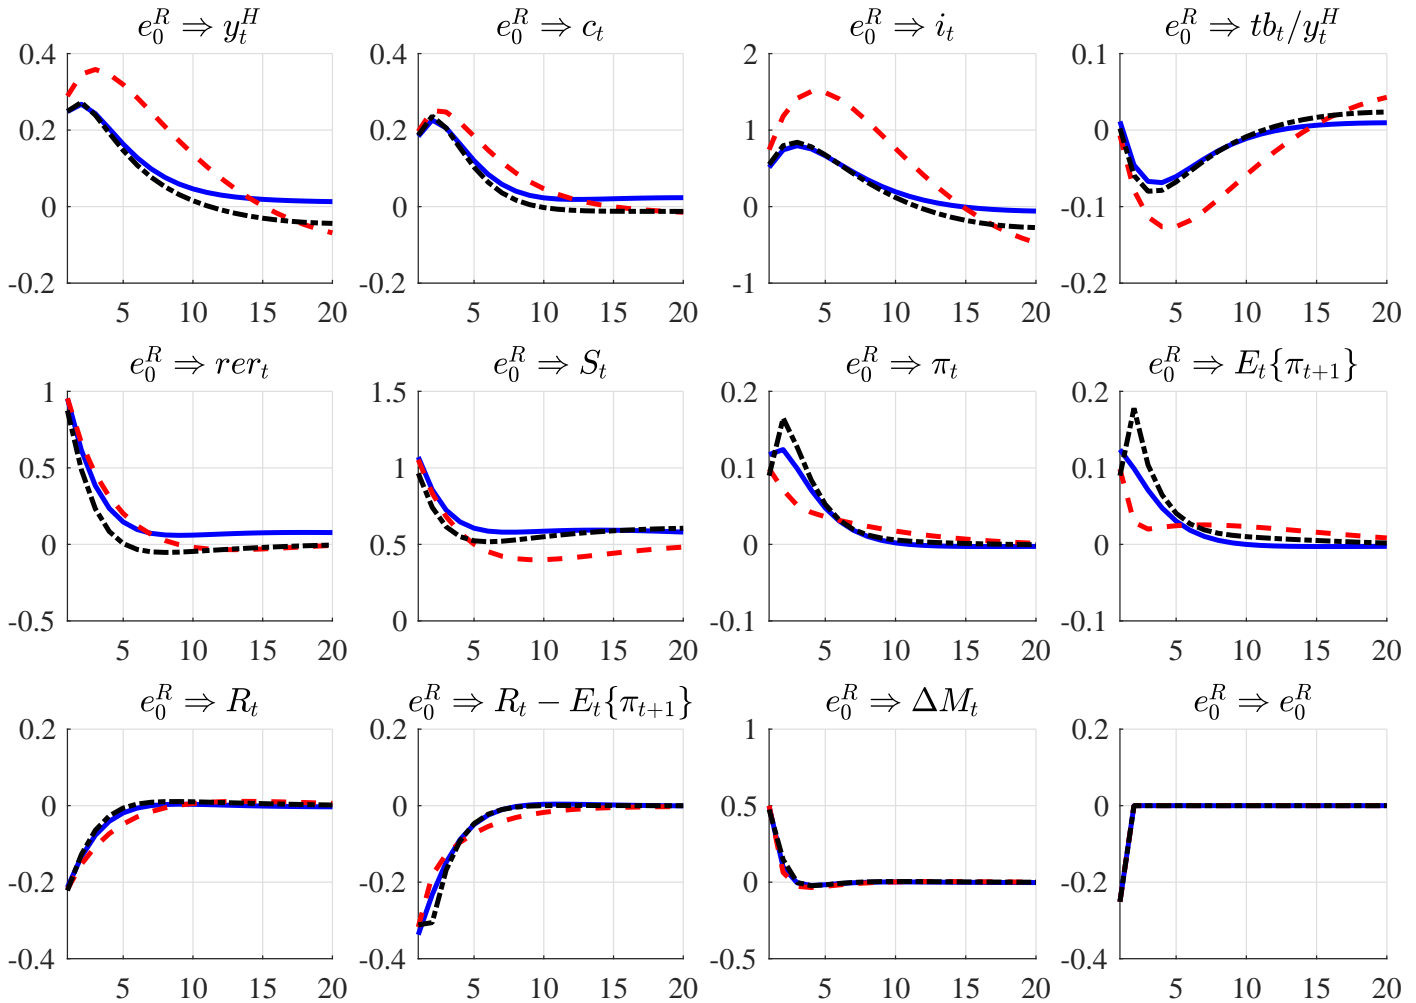 e_0^R ⇒ y_t^H
e_0^R ⇒ c_t
e_0^R ⇒ i_t
e_0^R ⇒ tb_t/y_t^H
0.4
0.2
0
-0.2
5 10 15 20
0.4
0.2
0
-0.2
5 10 15 20
2
1
0
-1
5 10 15 20
0.1
0
-0.1
-0.2
5 10 15 20
e_0^R ⇒ rer_t
e_0^R ⇒ S_t
e_0^R ⇒ π_t
e_0^R ⇒ E_t{π_{t+1}}
1
0.5
0
-0.5
5 10 15 20
1.5
1
0.5
0
5 10 15 20
0.2
0.1
0
-0.1
5 10 15 20
0.2
0.1
0
-0.1
5 10 15 20
e_0^R ⇒ R_t
e_0^R ⇒ R_t − E_t{π_{t+1}}
e_0^R ⇒ ΔM_t
e_0^R ⇒ e_0^R
0.2
0
-0.2
-0.4
5 10 15 20
0.2
0
-0.2
-0.4
5 10 15 20
1
0.5
0
-0.5
5 10 15 20
0.2
0
-0.2
-0.4
5 10 15 20